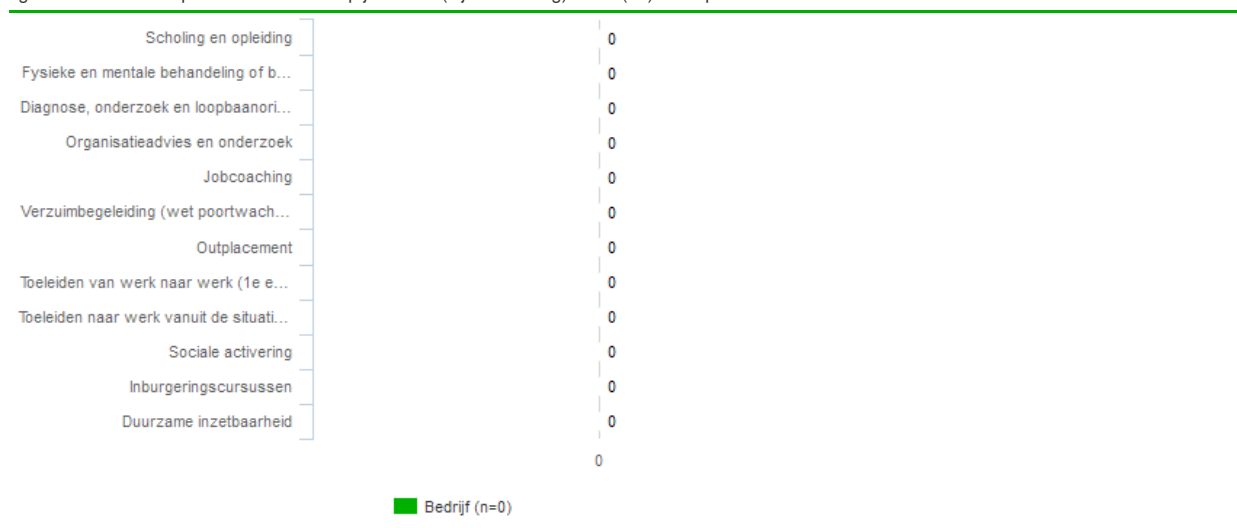 Scholing en opleiding 0
Fysieke en mentale behandeling of b... 0
Diagnose, onderzoek en loopbaanori... 0
Organisatieadvies en onderzoek 0
Jobcoaching 0
Verzuimbegeleiding (wet poortwach... 0
Outplacement 0
Toeleiden van werk naar werk (1e e... 0
Toeleiden naar werk vanuit de situati... 0
Sociale activering 0
Inburgeringscursussen 0
Duurzame inzetbaarheid 0
0
Bedrijf (n=0)